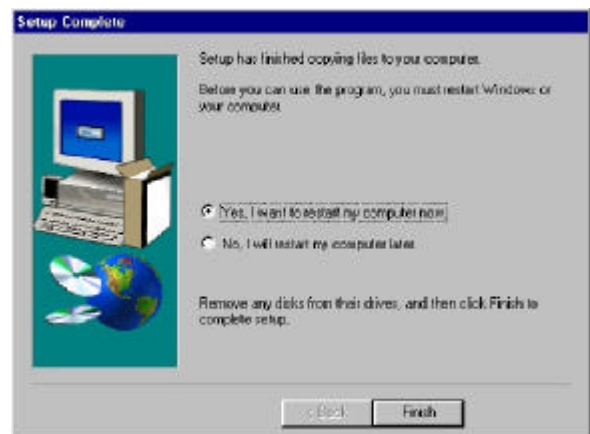 Setup Complete
Setup has finished copying files to your computer.
Before you can use the program, you must restart Windows or
your computer.
Yes, I want to restart my computer now.
No, I will restart my computer later.
Remove any disks from their drives, and then click Finish to
complete setup.
< Back
Finish